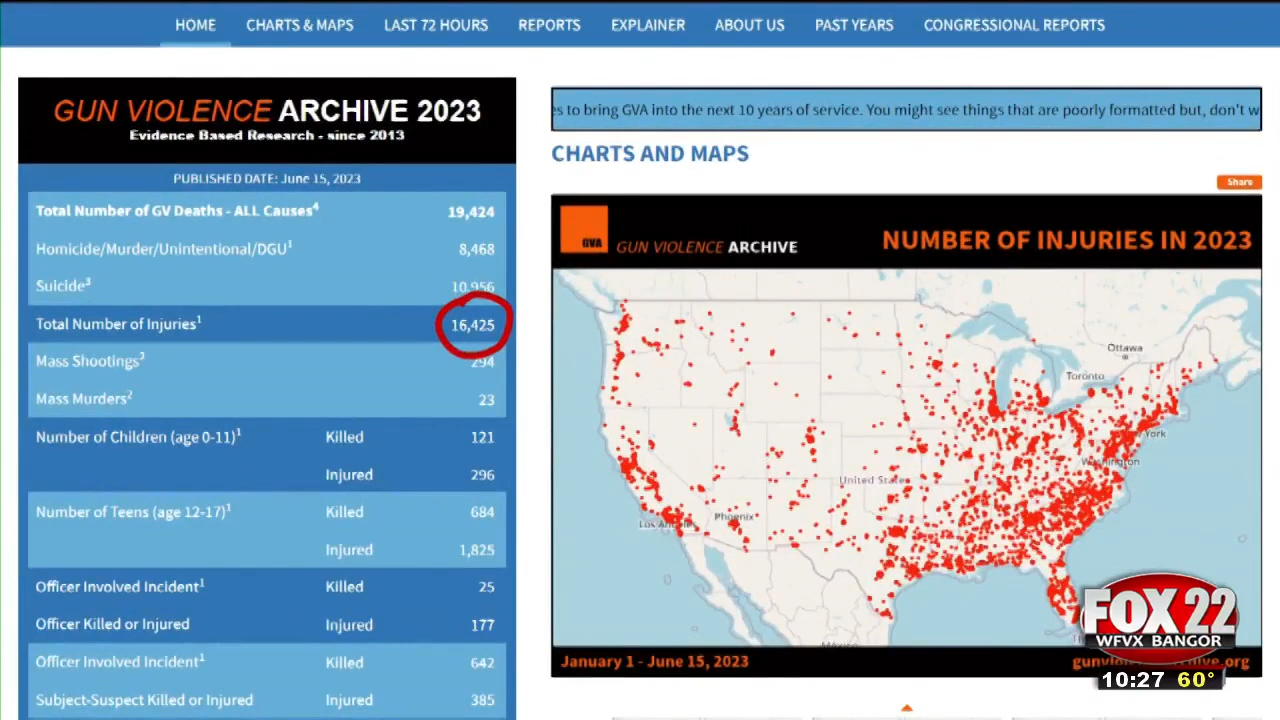 HOME CHARTS & MAPS LAST 72 HOURS REPORTS EXPLAINER ABOUT US PAST YEARS CONGRESSIONAL REPORTS
GUN VIOLENCE ARCHIVE 2023
Evidence Based Research - since 2013
PUBLISHED DATE: June 15, 2023
Total Number of GV Deaths - ALL Causes4 19,424
Homicide/Murder/Unintentional/DGU1 8,468
Suicide3 10,956
Total Number of Injuries1 16,425
Mass Shootings2 294
Mass Murders2 23
Number of Children (age 0-11)1 Killed 121
Injured 296
Number of Teens (age 12-17)1 Killed 684
Injured 1,825
Officer Involved Incident1 Killed 25
Officer Killed or Injured Injured 177
Officer Involved Incident1 Killed 642
Subject-Suspect Killed or Injured Injured 385
to bring GVA into the next 10 years of service. You might see things that are poorly formatted but, don't
CHARTS AND MAPS
Share
GVA
GUN VIOLENCE ARCHIVE
NUMBER OF INJURIES IN 2023
Ottawa
Toronto
York
Washington
United States
Phoenix
Los Angeles
January 1 - June 15, 2023
FOX 22
WFVX BANGOR
10:27 60°